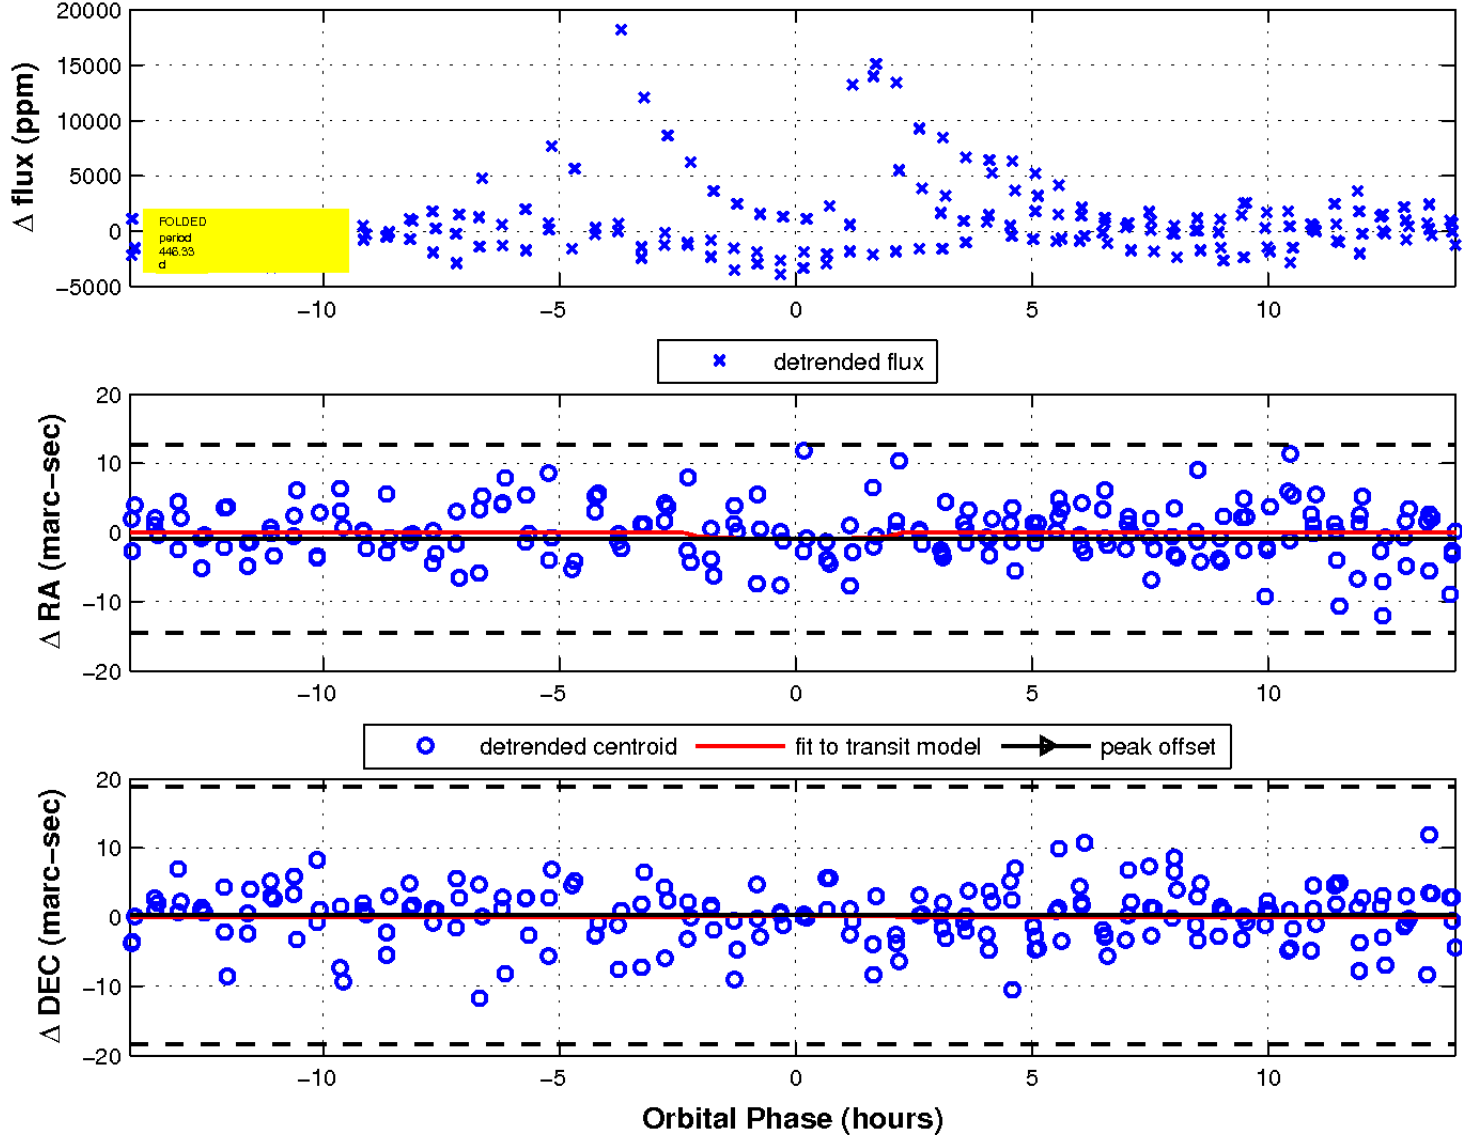 20000
15000
10000
5000
0
−5000
Δ flux (ppm)
FOLDED
period
446.33
d
−10
−5
0
5
10
detrended flux
20
10
0
−10
−20
Δ RA (marc−sec)
−10
−5
0
5
10
detrended centroid
fit to transit model
peak offset
20
10
0
−10
−20
Δ DEC (marc−sec)
−10
−5
0
5
10
Orbital Phase (hours)